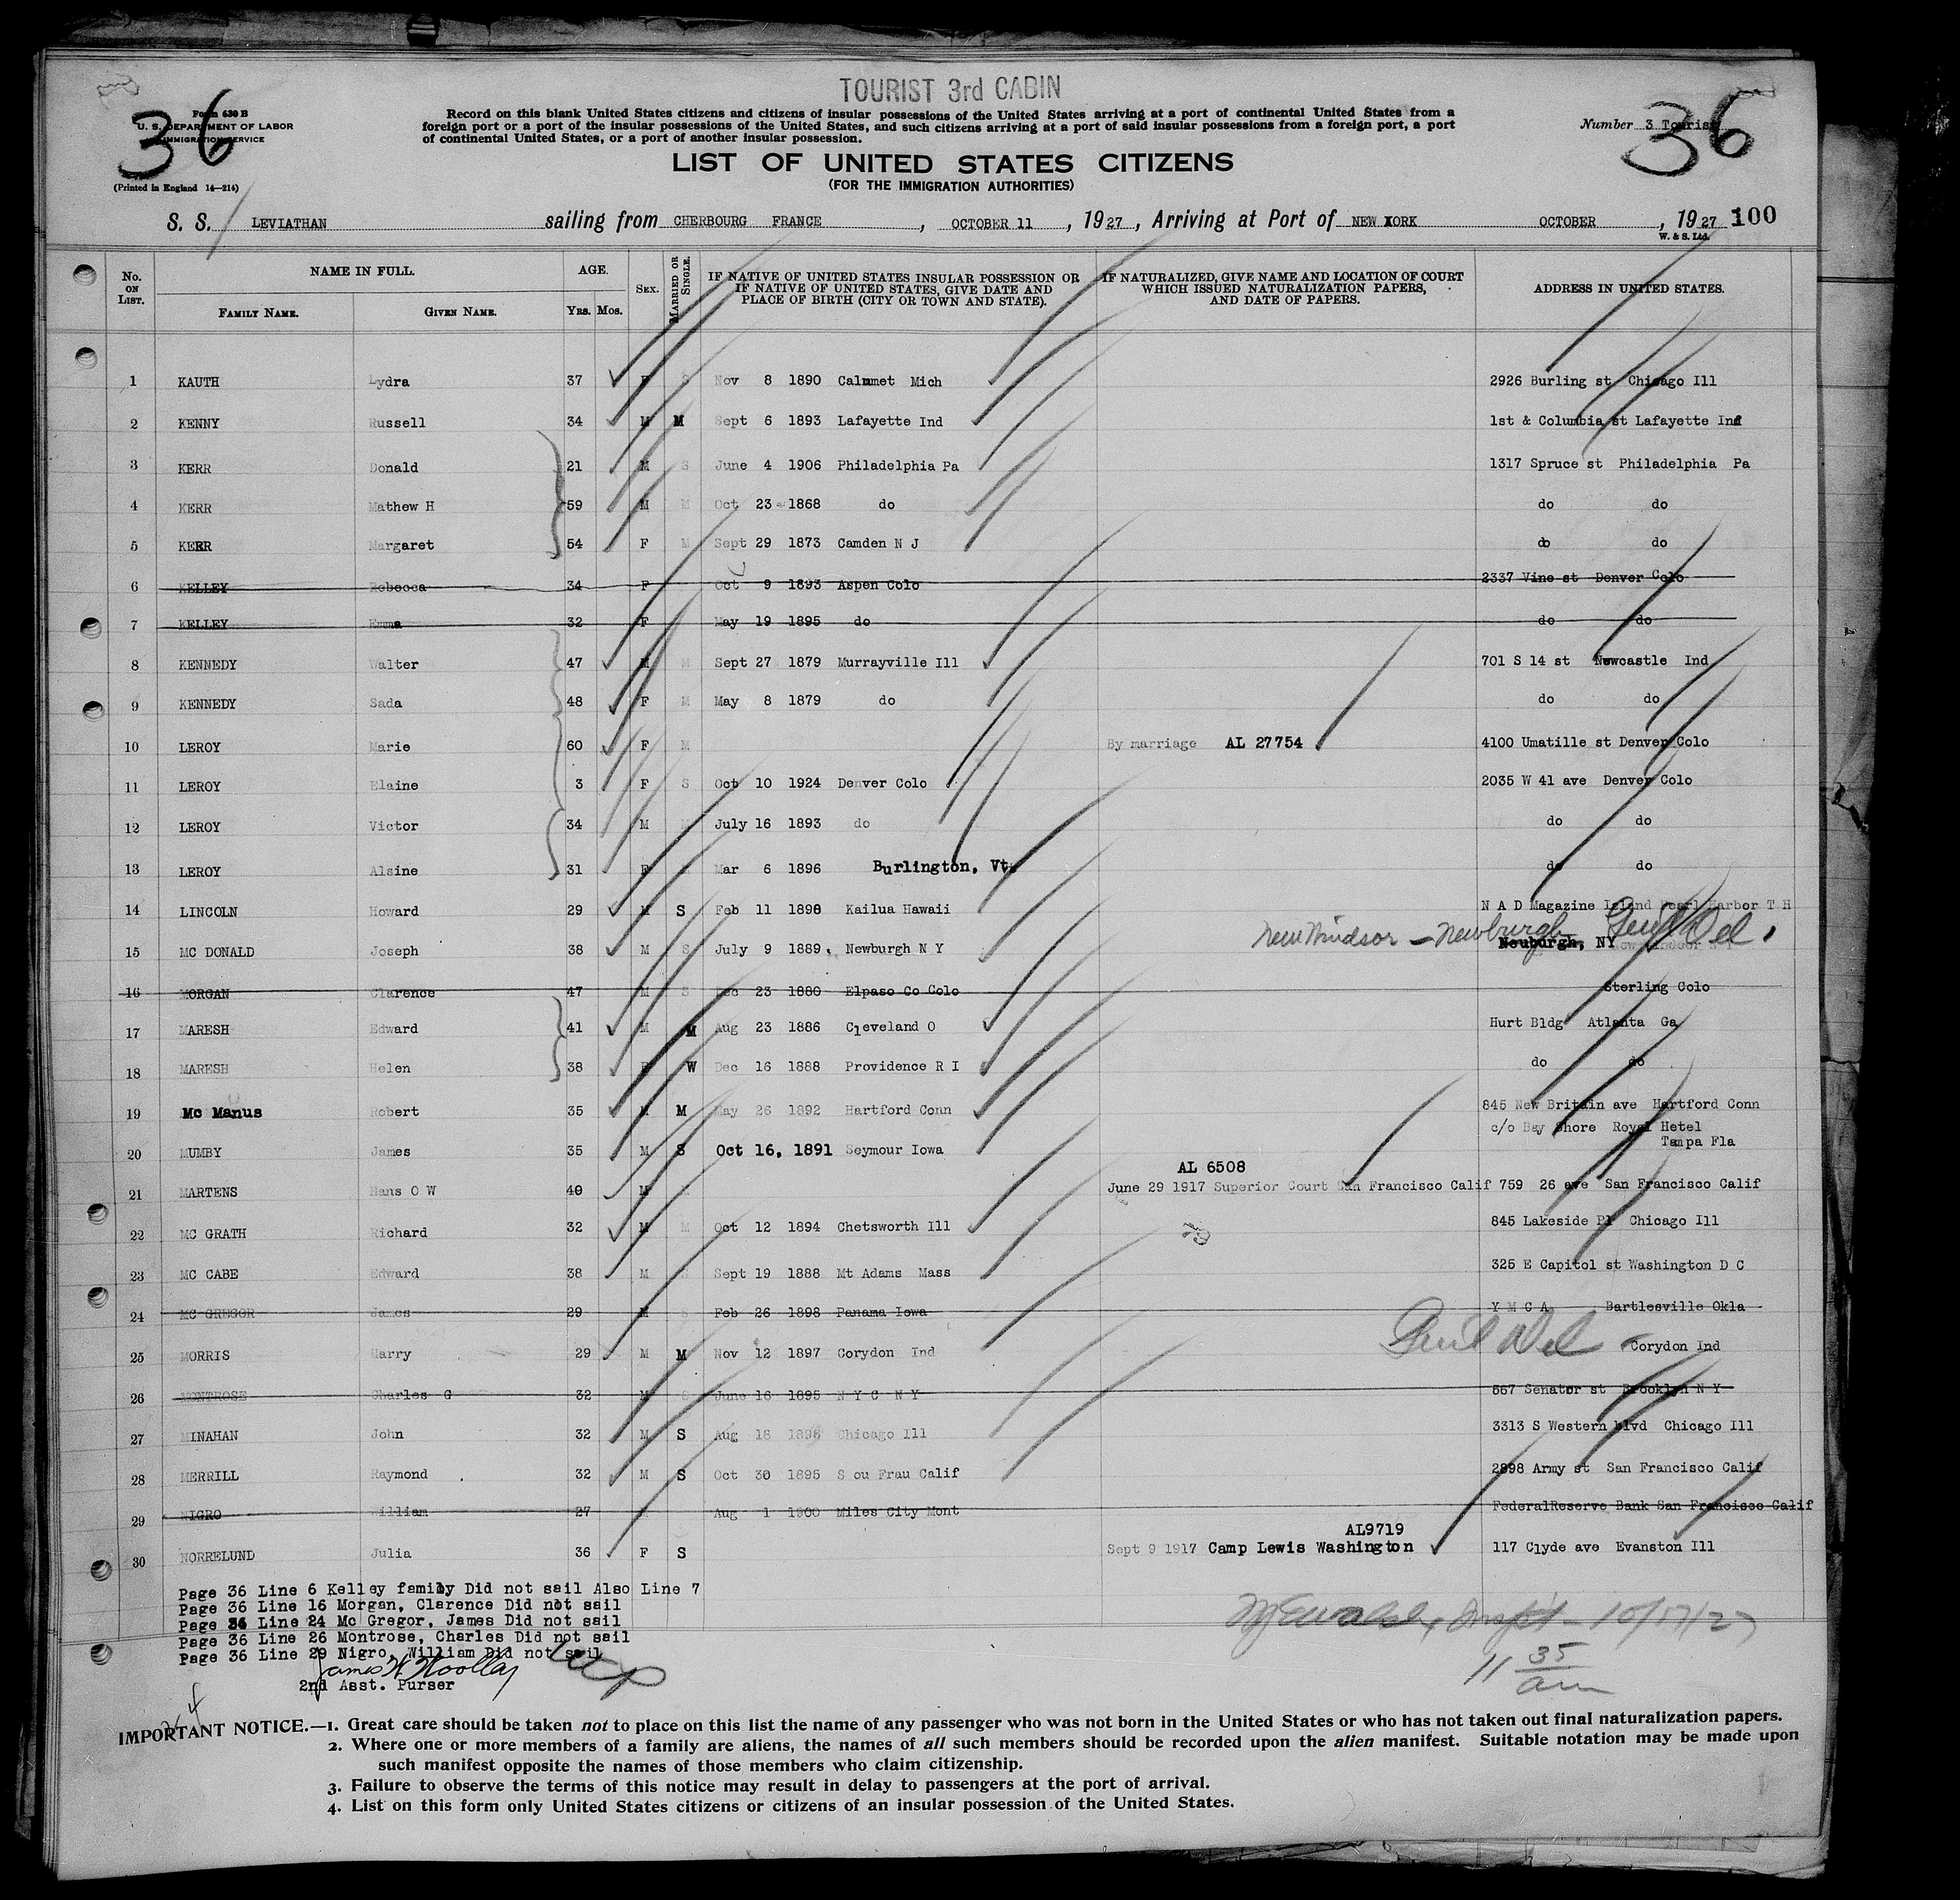 TOURIST 3rd CABIN
36
36
Form 630 B
U. S. DEPARTMENT OF LABOR
IMMIGRATION SERVICE
(Printed in England 14—214)
Record on this blank United States citizens and citizens of insular possessions of the United States arriving at a port of continental United States from a
foreign port or a port of the insular possessions of the United States, and such citizens arriving at a port of said insular possessions from a foreign port, a port
of continental United States, or a port of another insular possession.
Number 3 Tourist
LIST OF UNITED STATES CITIZENS
(FOR THE IMMIGRATION AUTHORITIES)
S. S. LEVIATHAN sailing from CHERBOURG FRANCE , OCTOBER 11 , 1927 , Arriving at Port of NEW YORK OCTOBER , 1927 100
W. & S. Ltd.
No. ON LIST. NAME IN FULL. FAMILY NAME. GIVEN NAME. AGE. YRS. MOS. SEX. MARRIED OR SINGLE. IF NATIVE OF UNITED STATES INSULAR POSSESSION OR IF NATIVE OF UNITED STATES, GIVE DATE AND PLACE OF BIRTH (CITY OR TOWN AND STATE). IF NATURALIZED, GIVE NAME AND LOCATION OF COURT WHICH ISSUED NATURALIZATION PAPERS, AND DATE OF PAPERS. ADDRESS IN UNITED STATES.
1 KAUTH Lydra 37 F S Nov 8 1890 Calumet Mich 2926 Burling st Chicago Ill
2 KENNY Russell 34 M M Sept 6 1893 Lafayette Ind 1st & Columbia st Lafayette Ind
3 KERR Donald 21 M S June 4 1906 Philadelphia Pa 1317 Spruce st Philadelphia Pa
4 KERR Mathew H 59 M M Oct 23 1868 do do do
5 KERR Margaret 54 F M Sept 29 1873 Camden N J do do
6 KELLEY Rebecca 34 F Oct 9 1893 Aspen Colo 2337 Vine st Denver Colo
7 KELLEY Emma 32 F May 19 1895 do do do
8 KENNEDY Walter 47 M M Sept 27 1879 Murrayville Ill 701 S 14 st Newcastle Ind
9 KENNEDY Sada 48 F M May 8 1879 do do do
10 LEROY Marie 60 F M By marriage AL 27754 4100 Umatille st Denver Colo
11 LEROY Elaine 3 F S Oct 10 1924 Denver Colo 2035 W 41 ave Denver Colo
12 LEROY Victor 34 M July 16 1893 do do do
13 LEROY Alsine 31 F Mar 6 1896 Burlington, Vt. do do
14 LINCOLN Howard 29 M S Feb 11 1898 Kailua Hawaii N A D Magazine Island Pearl Harbor T H
New Windsor — Newburgh Genl Del.
15 MC DONALD Joseph 38 M S July 9 1889. Newburgh N Y Neuburgh, NY
16 MORGAN Clarence 47 M S Dec 23 1880 Elpaso Co Colo Sterling Colo
17 MARESH Edward 41 M M Aug 23 1886 Cleveland O Hurt Bldg Atlanta Ga
18 MARESH Helen 38 F W Dec 16 1888 Providence R I do do
19 Mc Manus Robert 35 M M May 26 1892 Hartford Conn 845 New Britain ave Hartford Conn
c/o Bay Shore Royal Hetel
Tampa Fla
20 MUMBY James 35 M S Oct 16, 1891 Seymour Iowa
AL 6508
21 MARTENS Hans O W 40 M June 29 1917 Superior Court San Francisco Calif 759 26 ave San Francisco Calif
22 MC GRATH Richard 32 M M Oct 12 1894 Chetsworth Ill 845 Lakeside Pl Chicago Ill
23 MC CABE Edward 38 M S Sept 19 1888 Mt Adams Mass 325 E Capitol st Washington D C
24 MC GREGOR James 29 M S Feb 26 1898 Panama Iowa Y M C A Bartlesville Okla
25 MORRIS Harry 29 M M Nov 12 1897 Corydon Ind Genl Del - Corydon Ind
26 MONTROSE Charles G 32 M S June 16 1895 N Y C N Y 567 Senator st Brooklyn N Y
27 MINAHAN John 32 M S Aug 18 1895 Chicago Ill 3313 S Western blvd Chicago Ill
28 MERRILL Raymond 32 M S Oct 30 1895 S ou Frau Calif 2898 Army st San Francisco Calif
29 NIGRO William 27 Aug 1 1900 Miles City Mont FederalReserve Bank San Francisco Calif
AL9719
30 NORRELUND Julia 36 F S Sept 9 1917 Camp Lewis Washington 117 Clyde ave Evanston Ill
Page 36 Line 6 Kelley family Did not sail Also Line 7
Page 36 Line 16 Morgan, Clarence Did not sail
Page 36 Line 24 Mc Gregor, James Did not sail
Page 36 Line 26 Montrose, Charles Did not sail
Page 36 Line 29 Nigro, William Did not sail
James W Woolley
2nd Asst. Purser
10/17/27
11 35 am
IMPORTANT NOTICE.—1. Great care should be taken not to place on this list the name of any passenger who was not born in the United States or who has not taken out final naturalization papers.
2. Where one or more members of a family are aliens, the names of all such members should be recorded upon the alien manifest. Suitable notation may be made upon
such manifest opposite the names of those members who claim citizenship.
3. Failure to observe the terms of this notice may result in delay to passengers at the port of arrival.
4. List on this form only United States citizens or citizens of an insular possession of the United States.